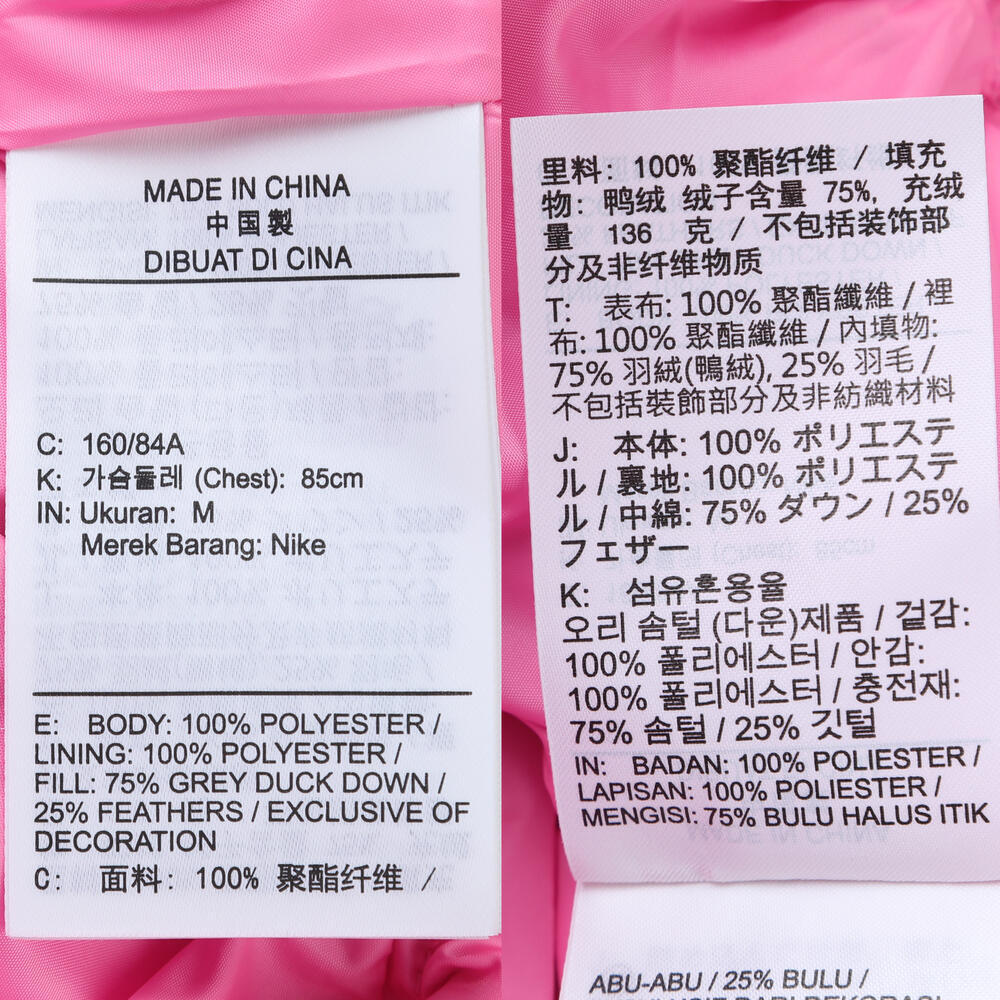 MADE IN CHINA
中国製
DIBUAT DI CINA
C: 160/84A
K: 가슴둘레 (Chest): 85cm
IN: Ukuran: M
Merek Barang: Nike
E: BODY: 100% POLYESTER /
LINING: 100% POLYESTER /
FILL: 75% GREY DUCK DOWN /
25% FEATHERS / EXCLUSIVE OF
DECORATION
C: 面料: 100% 聚酯纤维 /
里料: 100% 聚酯纤维 / 填充
物: 鸭绒 绒子含量 75%, 充绒
量 136 克 / 不包括装饰部
分及非纤维物质
T: 表布: 100% 聚酯纖維 / 裡
布: 100% 聚酯纖維 / 內填物:
75% 羽絨(鴨絨), 25% 羽毛 /
不包括裝飾部分及非紡織材料
J: 本体: 100% ポリエステ
ル / 裏地: 100% ポリエステ
ル / 中綿: 75% ダウン / 25%
フェザー
K: 섬유혼용율
오리 솜털 (다운)제품 / 겉감:
100% 폴리에스터 / 안감:
100% 폴리에스터 / 충전재:
75% 솜털 / 25% 깃털
IN: BADAN: 100% POLIESTER /
LAPISAN: 100% POLIESTER /
MENGISI: 75% BULU HALUS ITIK
ABU-ABU / 25% BULU /